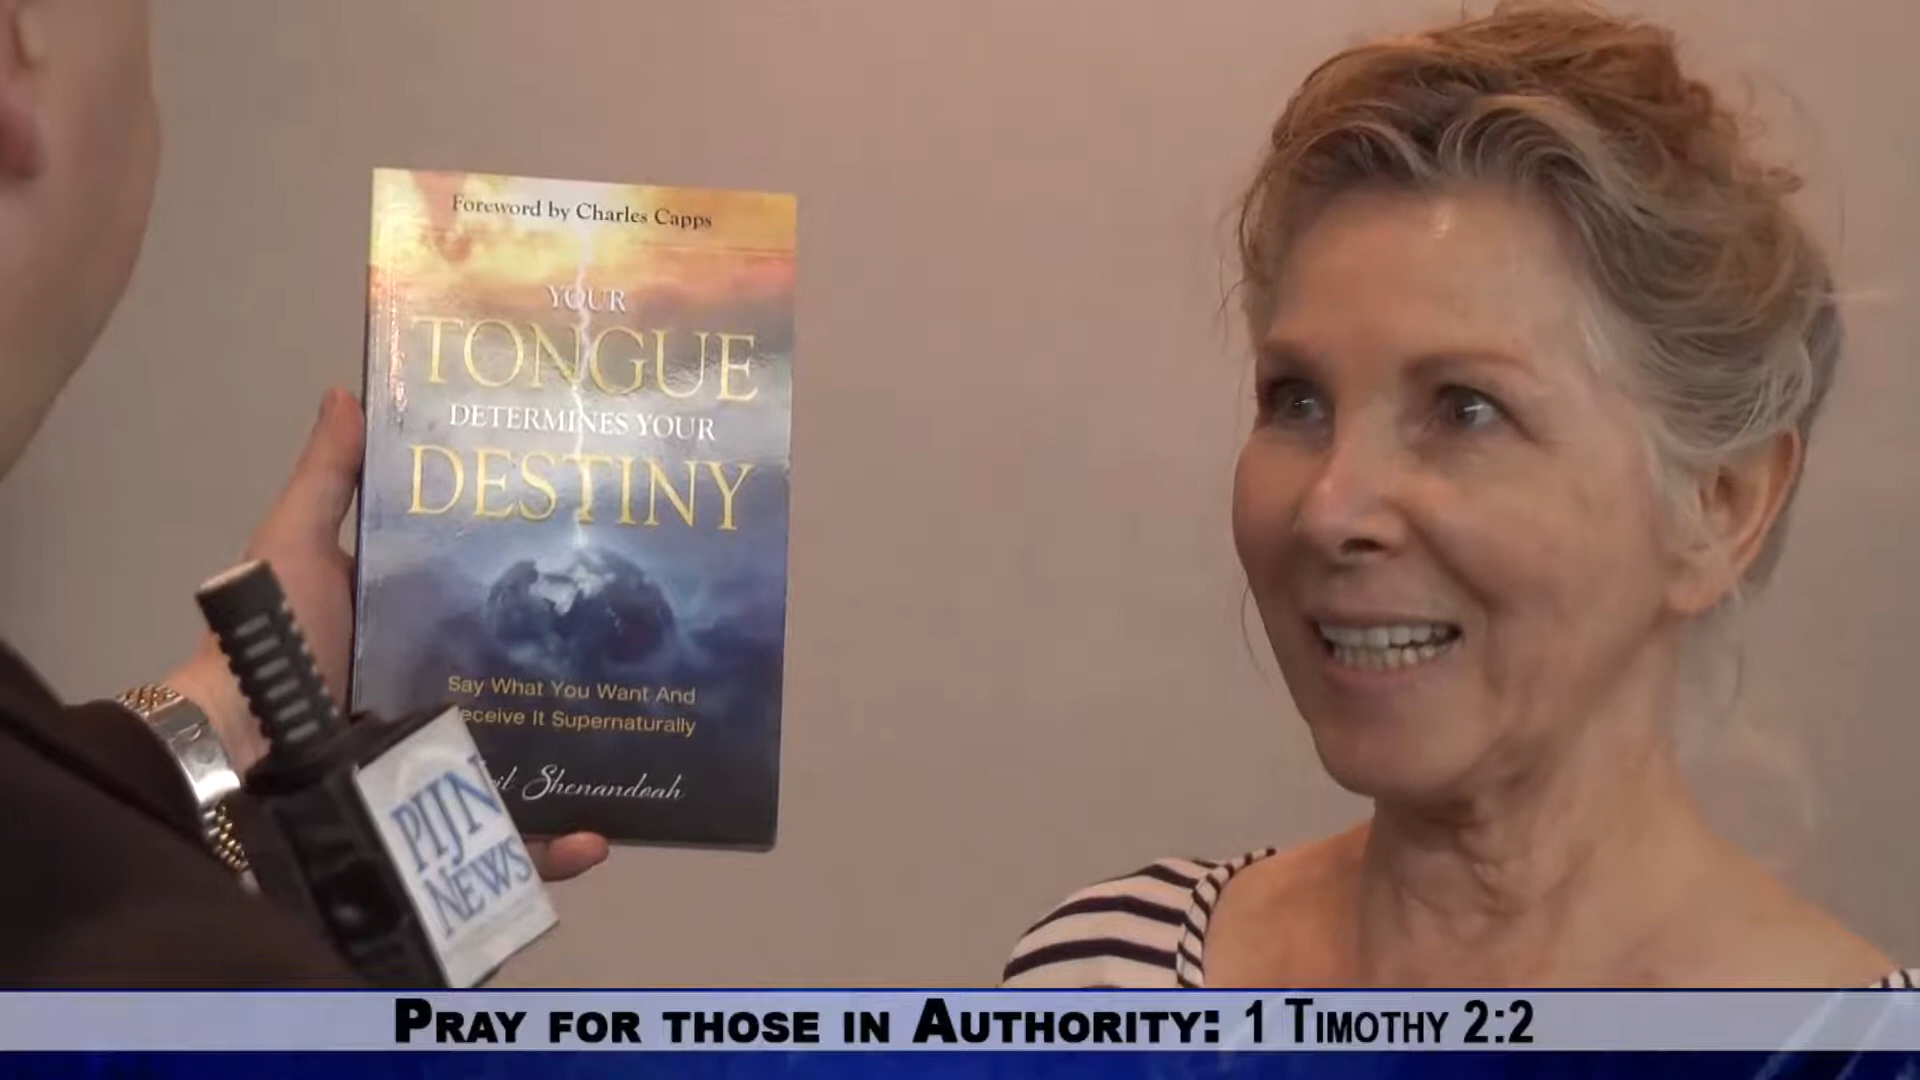 Foreword by Charles Capps
YOUR
TONGUE
DETERMINES YOUR
DESTINY
Say What You Want And
It Supernaturally
Shenandoah
PIJN
NEWS
PRAY FOR THOSE IN AUTHORITY: 1 TIMOTHY 2:2